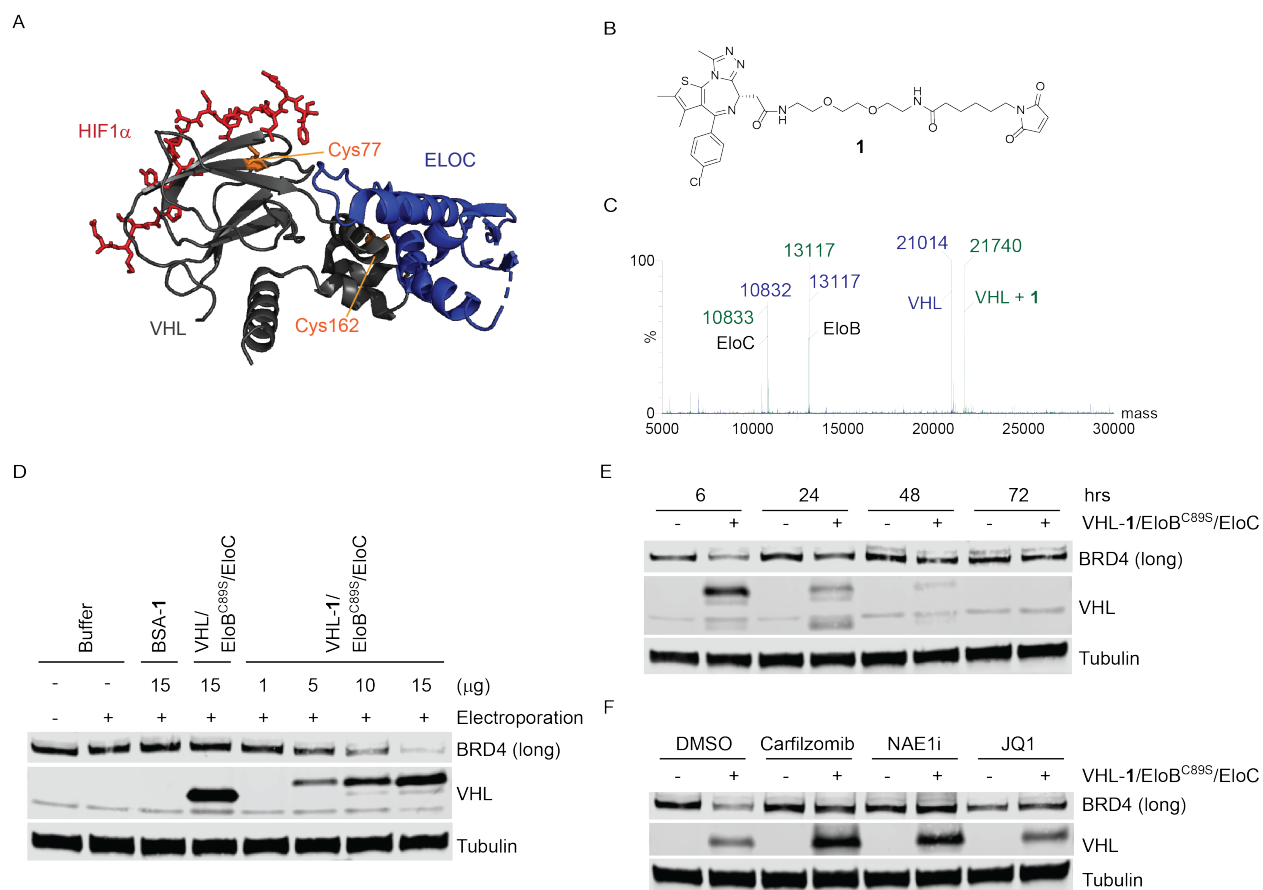 A
HIF1α
Cys77
ELOC
VHL
Cys162
B
S
N
N
N
N
O
H
N
O
O
N
H
O
N
O
O
Cl
1
C
100
%
0
10833
10832
EloC
13117
13117
EloB
21014
VHL
21740
VHL + 1
5000 10000 15000 20000 25000 30000
mass
D
Buffer
BSA-1
VHL/
EloBC89S/EloC
VHL-1/
EloBC89S/EloC
- - 15 15 1 5 10 15 (μg)
- + + + + + + + Electroporation
BRD4 (long)
VHL
Tubulin
E
6 24 48 72 hrs
- + - + - + - + VHL-1/EloBC89S/EloC
BRD4 (long)
VHL
Tubulin
F
DMSO Carfilzomib NAE1i JQ1
- + - + - + - + VHL-1/EloBC89S/EloC
BRD4 (long)
VHL
Tubulin